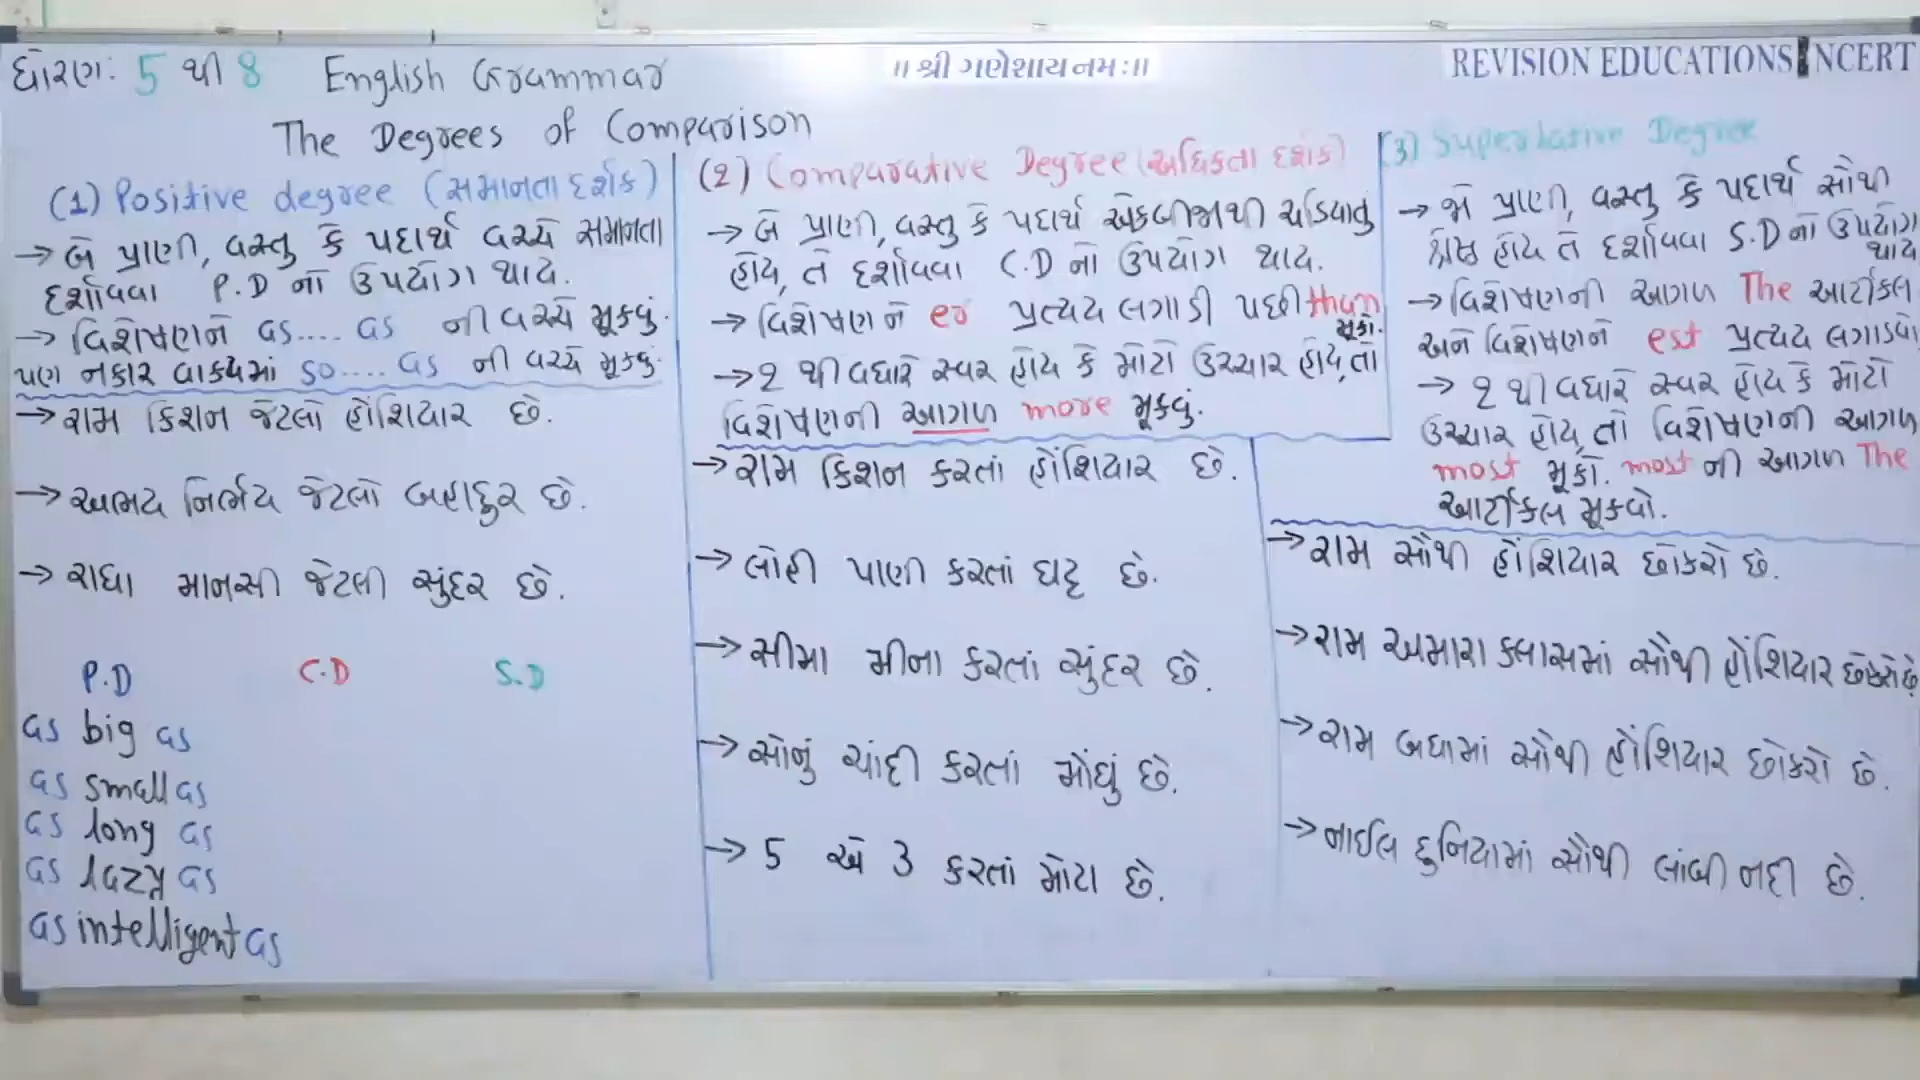 ધોરણ: 5 થી 8 English Grammar
॥ શ્રી ગણેશાય નમઃ॥
REVISION EDUCATIONS NCERT
The Degrees of Comparison
(1) Positive degree (સમાનતા દર્શક)
→ બે પ્રાણી, વસ્તુ કે પદાર્થ વચ્ચે સમાનતા
દર્શાવવા P.D નો ઉપયોગ થાય.
→ વિશેષણને as.... as ની વચ્ચે મૂકવું.
પણ નકાર વાક્યમાં so.... as ની વચ્ચે મૂકવું.
→ રામ કિશન જેટલો હોંશિયાર છે.
→ અભય નિર્ભય જેટલો બહાદુર છે.
→ રાધા માનસી જેટલી સુંદર છે.
P.D C.D S.D
as big as
as small as
as long as
as lazy as
as intelligent as
(2) Comparative Degree (અધિકતા દર્શક)
→ બે પ્રાણી, વસ્તુ કે પદાર્થ એકબીજાથી ચડિયાતું
હોય, તે દર્શાવવા C.D નો ઉપયોગ થાય.
→ વિશેષણ ને er પ્રત્યય લગાડી પછી than
મૂકો.
→ 2 થી વધારે સ્વર હોય કે મોટો ઉચ્ચાર હોય, તો
વિશેષણની આગળ more મૂકવું.
→ રામ કિશન કરતાં હોંશિયાર છે.
→ લોહી પાણી કરતાં ઘટ્ટ છે.
→ સીમા મીના કરતાં સુંદર છે.
→ સોનું ચાંદી કરતાં મોંઘું છે.
→ 5 એ 3 કરતાં મોટા છે.
(3) Superlative Degree
→ જો પ્રાણી, વસ્તુ કે પદાર્થ સૌથી
શ્રેષ્ઠ હોય તે દર્શાવવા S.D નો ઉપયોગ
થાય
→ વિશેષણની આગળ The આર્ટીકલ
અને વિશેષણને est પ્રત્યય લગાડવો
→ 2 થી વધારે સ્વર હોય કે મોટો
ઉચ્ચાર હોય, તો વિશેષણની આગળ
most મૂકો. most ની આગળ The
આર્ટીકલ મૂકવો.
→ રામ સૌથી હોંશિયાર છોકરો છે.
→ રામ અમારા ક્લાસમાં સૌથી હોંશિયાર છોકરો છે.
→ રામ બધામાં સૌથી હોંશિયાર છોકરો છે.
→ નાઈલ દુનિયામાં સૌથી લાંબી નદી છે.